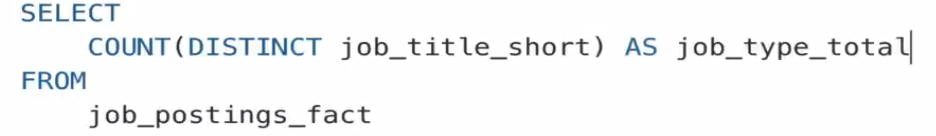 SELECT
    COUNT(DISTINCT job_title_short) AS job_type_total
FROM
    job_postings_fact